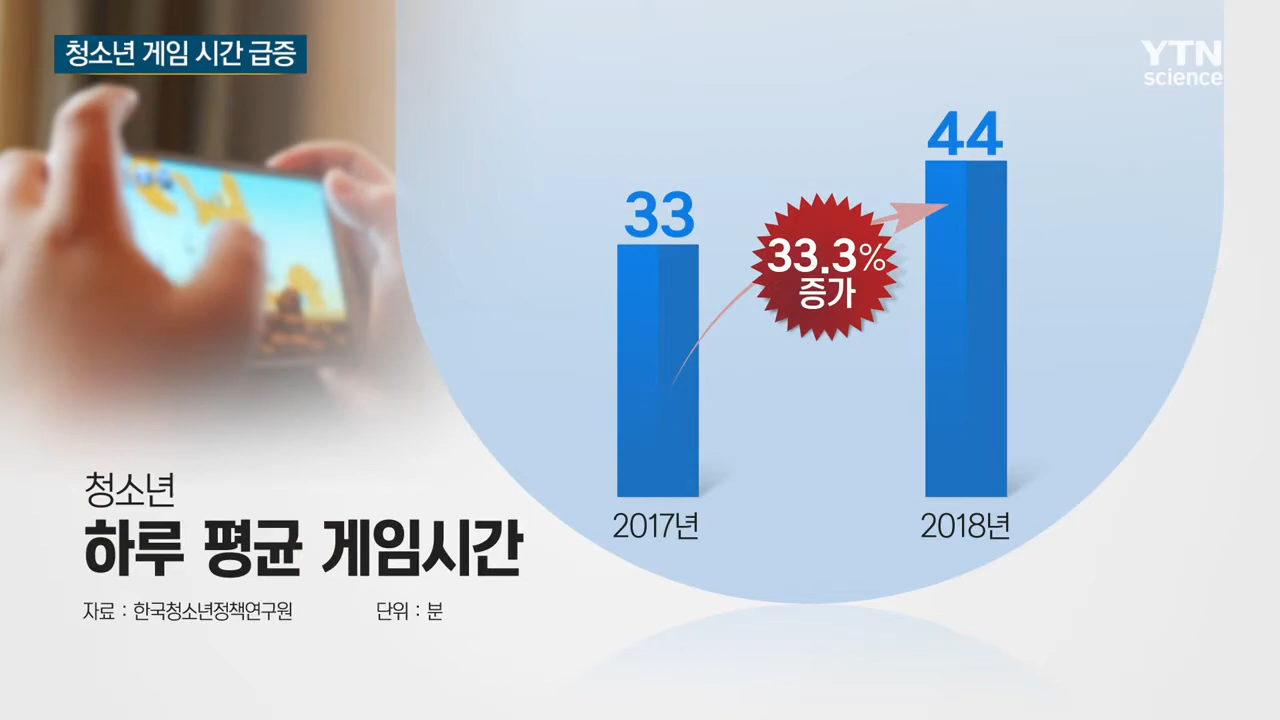 청소년 게임 시간 급증
YTN
science
33
44
33.3%
증가
2017년
2018년
청소년
하루 평균 게임시간
자료 : 한국청소년정책연구원
단위 : 분